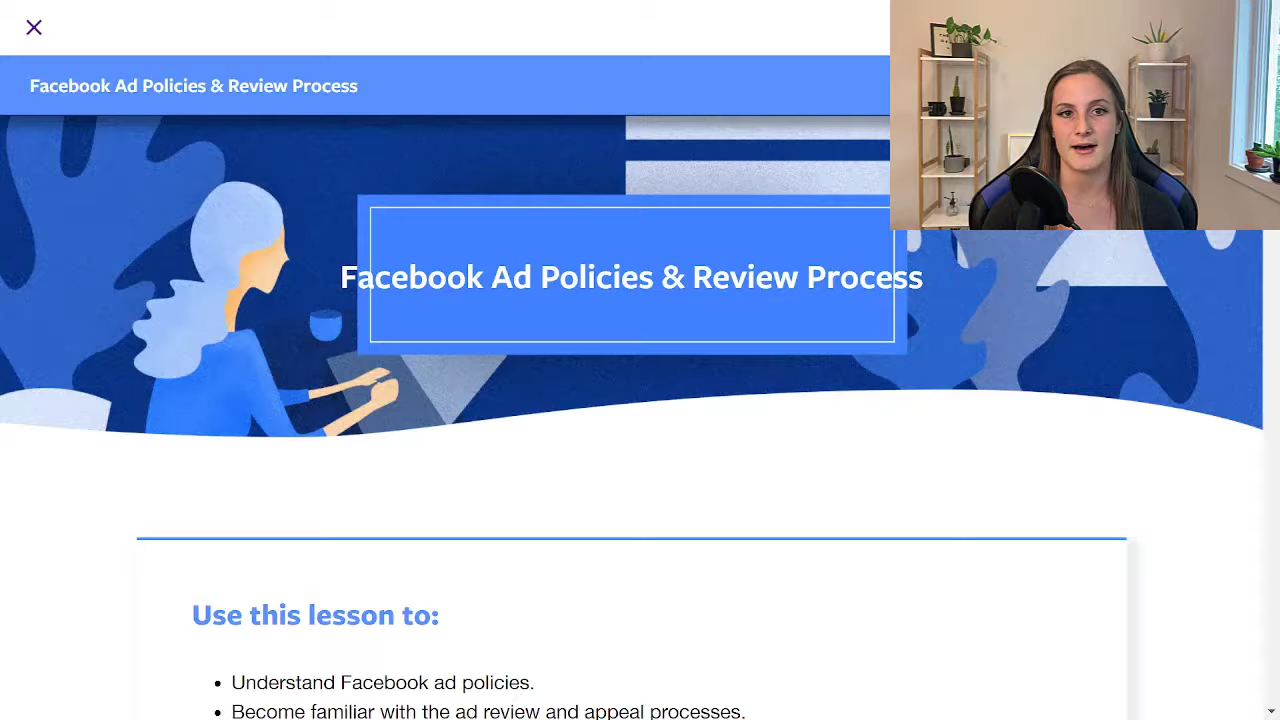 Facebook Ad Policies & Review Process
Facebook Ad Policies & Review Process
Use this lesson to:
Understand Facebook ad policies.
Become familiar with the ad review and appeal processes.